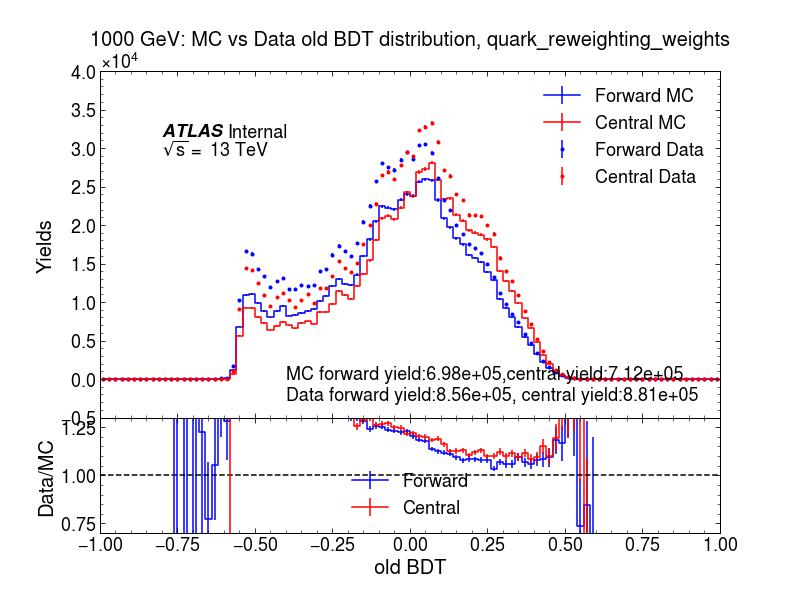 1000 GeV: MC vs Data old BDT distribution, quark_reweighting_weights
×10⁴
4.0
3.5
3.0
2.5
2.0
1.5
1.0
0.5
0.0
0.5
Yields
ATLAS Internal
√s = 13 TeV
Forward MC
Central MC
Forward Data
Central Data
MC forward yield:6.98e+05,central yield:7.12e+05
Data forward yield:8.56e+05, central yield:8.81e+05
1.25
1.00
0.75
Data/MC
Forward
Central
−1.00 −0.75 −0.50 −0.25 0.00 0.25 0.50 0.75 1.00
old BDT